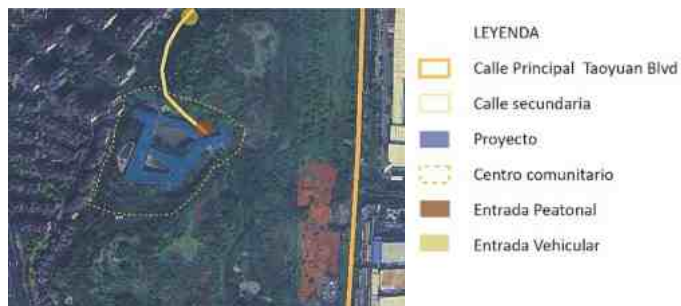 LEYENDA
Calle Principal Taoyuan Blvd
Calle secundaria
Proyecto
Centro comunitario
Entrada Peatonal
Entrada Vehicular